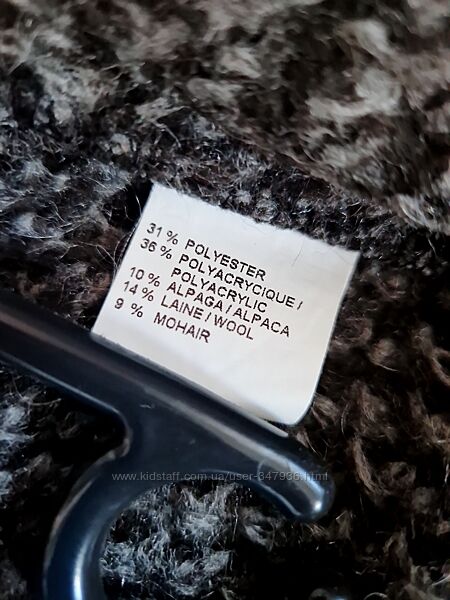 31 % POLYESTER
36 % POLYACRYCIQUE /
POLYACRYLIC
10 % ALPAGA / ALPACA
14 % LAINE / WOOL
9 % MOHAIR
www.kidstaff.com.ua/user-347936.html